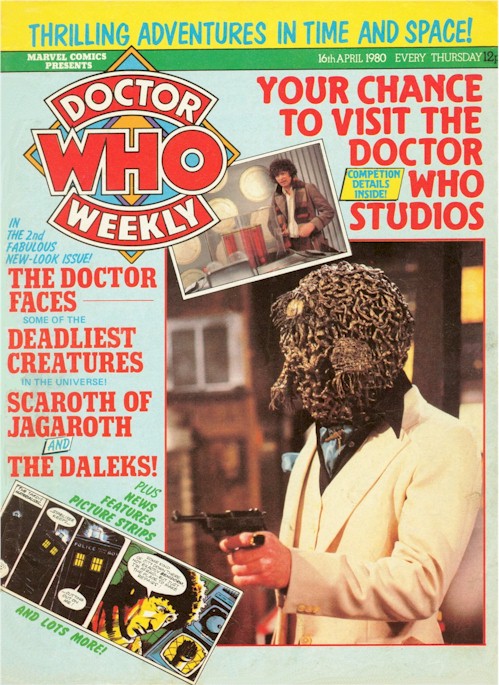 THRILLING ADVENTURES IN TIME AND SPACE!
MARVEL COMICS
PRESENTS
16th APRIL 1980 EVERY THURSDAY 12p
DOCTOR
WHO
WEEKLY
YOUR CHANCE
TO VISIT THE
DOCTOR
WHO
STUDIOS
COMPETION
DETAILS
INSIDE!
IN
THE 2nd
FABULOUS
NEW-LOOK ISSUE!
THE DOCTOR
FACES
SOME OF THE
DEADLIEST
CREATURES
IN THE UNIVERSE!
SCAROTH OF
JAGAROTH
AND
THE DALEKS!
PLUS
NEWS
FEATURES
PICTURE STRIPS
AND LOTS MORE!
POLICE BOX